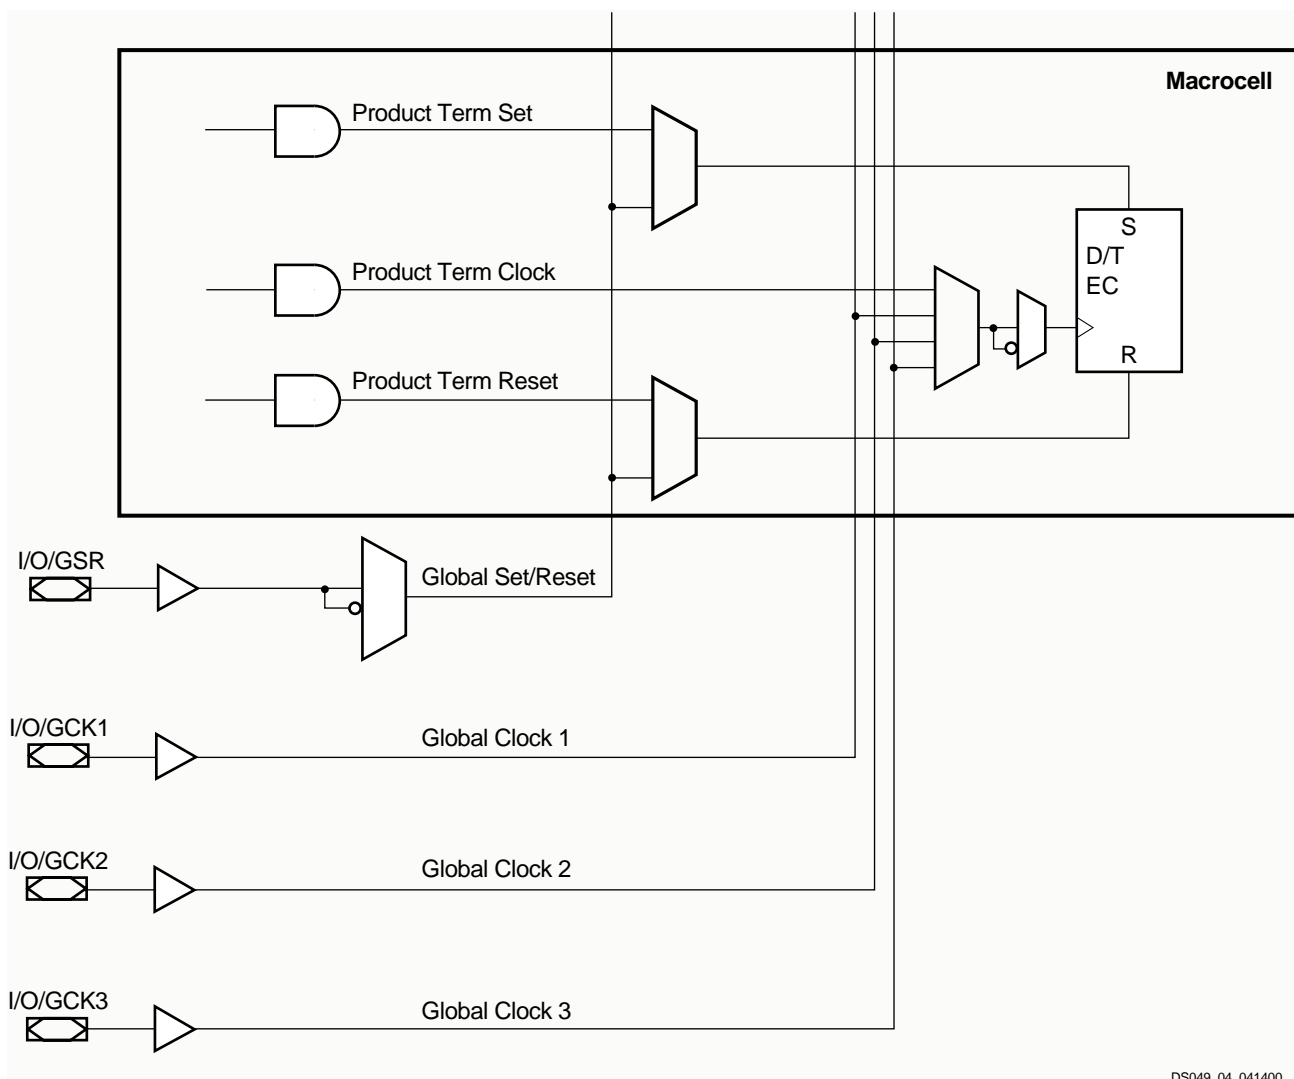 Macrocell
Product Term Set
S
D/T
Product Term Clock
EC
R
Product Term Reset
I/O/GSR
Global Set/Reset
I/O/GCK1
Global Clock 1
I/O/GCK2
Global Clock 2
I/O/GCK3
Global Clock 3
DS049_04_041400